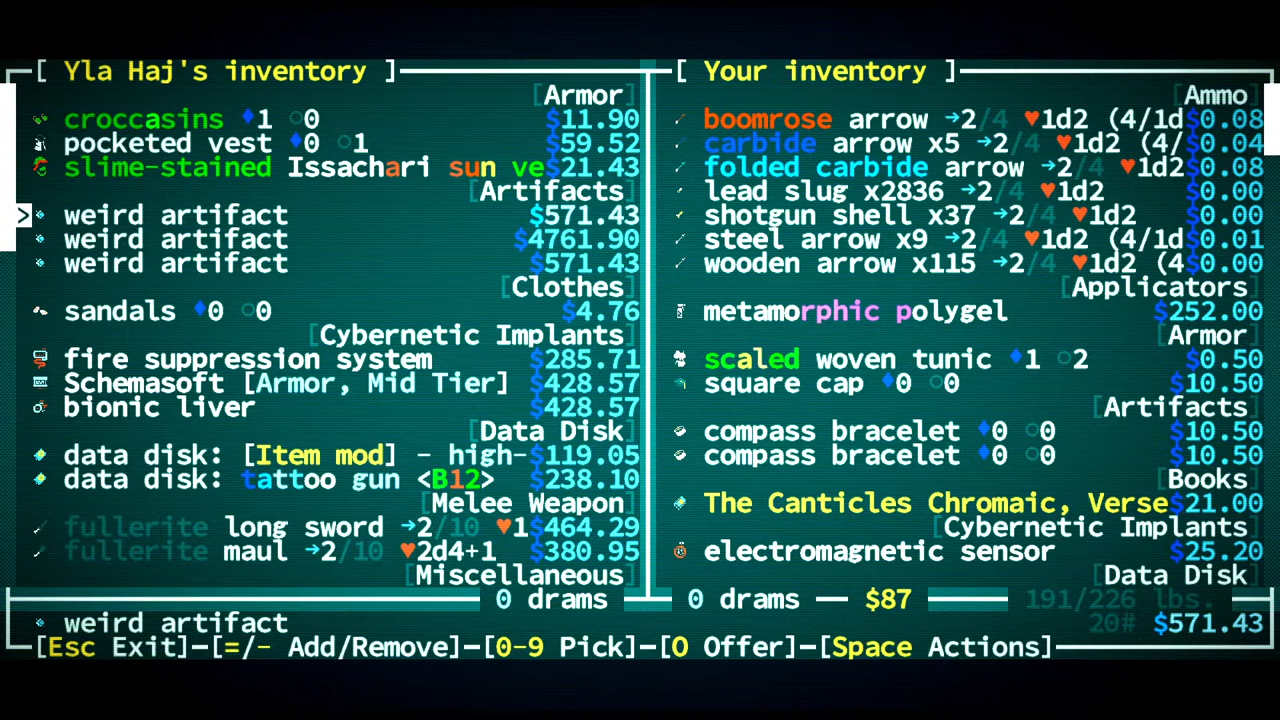 [ Yla Haj's inventory ]
[Armor]
croccasins ♦1 ○0 $11.90
pocketed vest ♦0 ○1 $59.52
slime-stained Issachari sun ve$21.43
[Artifacts]
> weird artifact $571.43
weird artifact $4761.90
weird artifact $571.43
[Clothes]
sandals ♦0 ○0 $4.76
[Cybernetic Implants]
fire suppression system $285.71
Schemasoft [Armor, Mid Tier] $428.57
bionic liver $428.57
[Data Disk]
data disk: [Item mod] - high-$119.05
data disk: tattoo gun <B12> $238.10
[Melee Weapon]
fullerite long sword →2/10 ♥1$464.29
fullerite maul →2/10 ♥2d4+1 $380.95
[Miscellaneous]
0 drams
[ Your inventory ]
[Ammo]
boomrose arrow →2/4 ♥1d2 (4/1d$0.08
carbide arrow x5 →2/4 ♥1d2 (4/$0.04
folded carbide arrow →2/4 ♥1d2$0.08
lead slug x2836 →2/4 ♥1d2 $0.00
shotgun shell x37 →2/4 ♥1d2 $0.00
steel arrow x9 →2/4 ♥1d2 (4/1d$0.01
wooden arrow x115 →2/4 ♥1d2 (4$0.00
[Applicators]
metamorphic polygel $252.00
[Armor]
scaled woven tunic ♦1 ○2 $0.50
square cap ♦0 ○0 $10.50
[Artifacts]
compass bracelet ♦0 ○0 $10.50
compass bracelet ♦0 ○0 $10.50
[Books]
The Canticles Chromaic, Verse$21.00
[Cybernetic Implants]
electromagnetic sensor $25.20
[Data Disk]
0 drams — $87 191/226 lbs.
weird artifact 20# $571.43
[Esc Exit]—[=/- Add/Remove]—[0-9 Pick]—[O Offer]—[Space Actions]